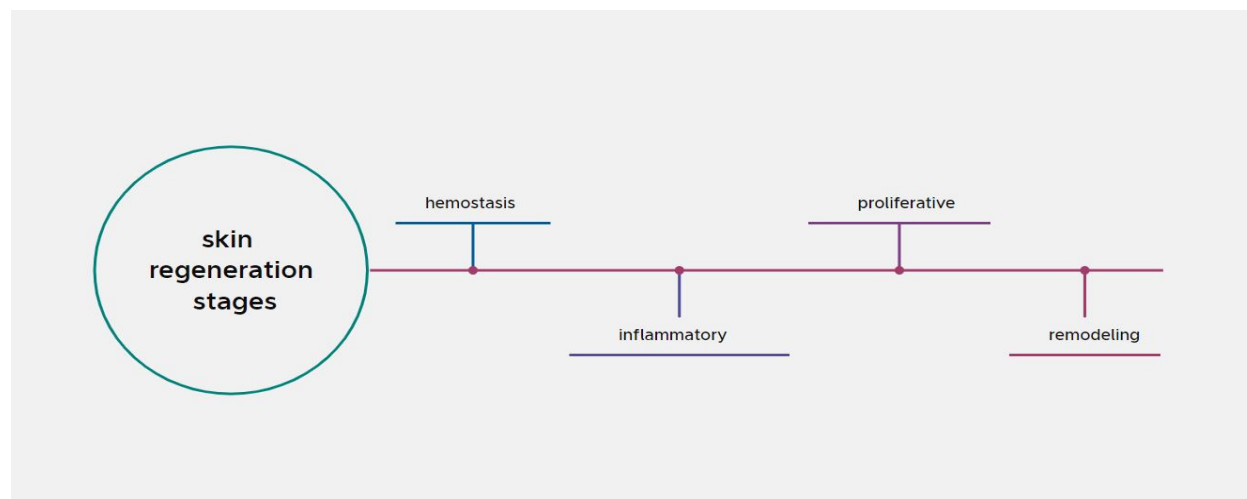 skin
regeneration
stages
hemostasis
inflammatory
proliferative
remodeling